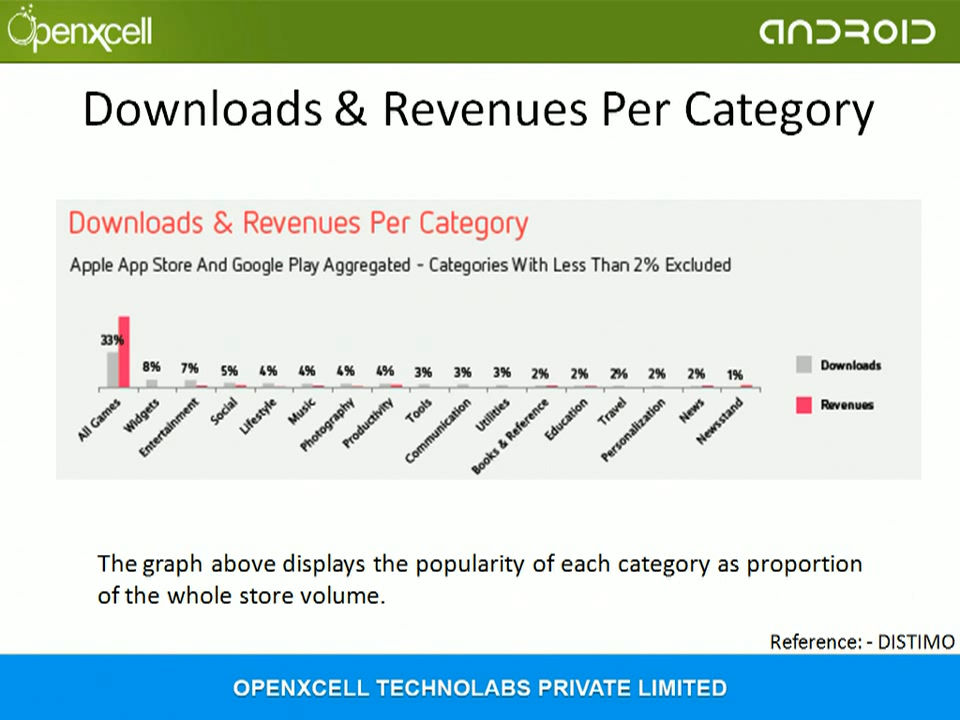 Openxcell
ANDROID
Downloads & Revenues Per Category
Downloads & Revenues Per Category
Apple App Store And Google Play Aggregated - Categories With Less Than 2% Excluded
33% 8% 7% 5% 4% 4% 4% 4% 3% 3% 3% 2% 2% 2% 2% 2% 1%
All Games Widgets Entertainment Social Lifestyle Music Photography Productivity Tools Communication Utilities Books & Reference Education Travel Personalization News Newsstand
Downloads
Revenues
The graph above displays the popularity of each category as proportion
of the whole store volume.
Reference: - DISTIMO
OPENXCELL TECHNOLABS PRIVATE LIMITED